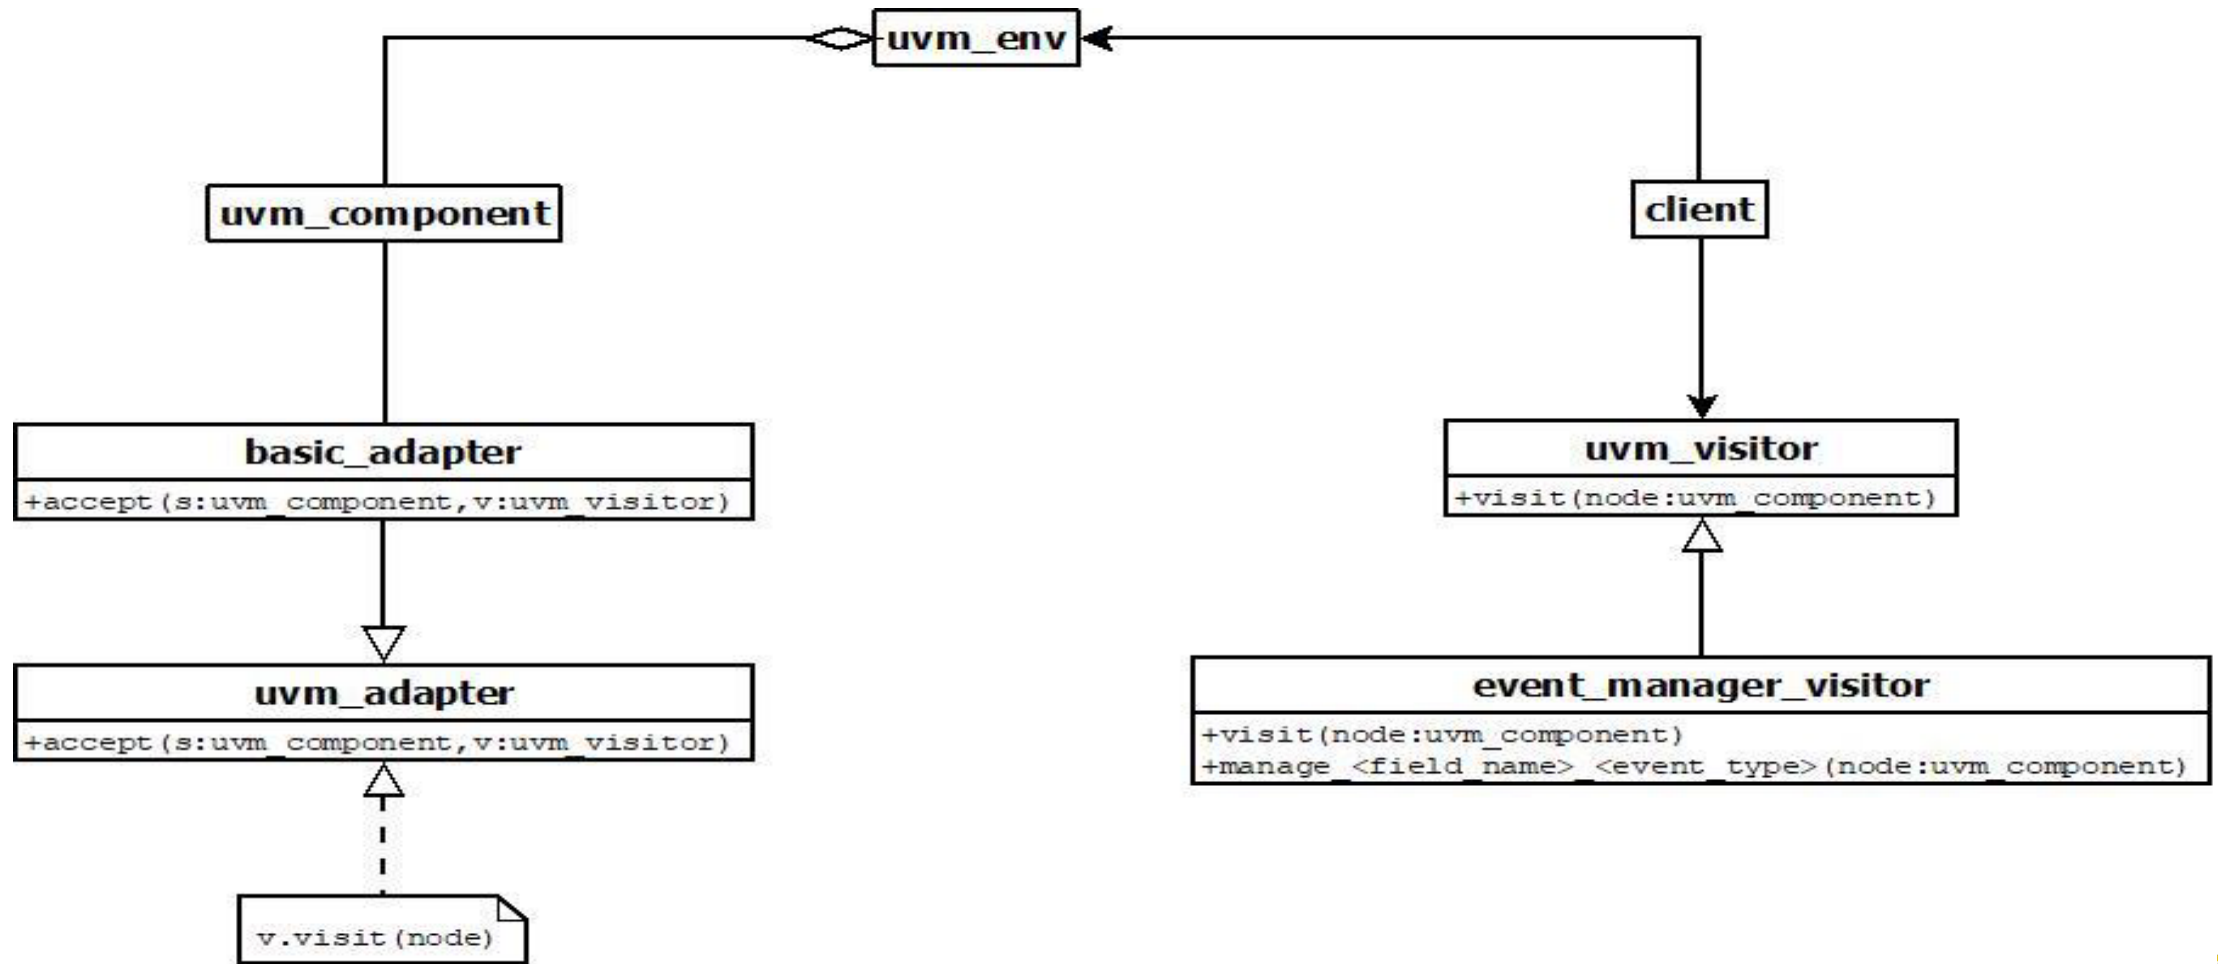 uvm_env
uvm_component
client
basic_adapter
+accept(s:uvm_component,v:uvm_visitor)
uvm_visitor
+visit(node:uvm_component)
uvm_adapter
+accept(s:uvm_component,v:uvm_visitor)
event_manager_visitor
+visit(node:uvm_component)
+manage_<field_name>_<event_type>(node:uvm_component)
v.visit(node)